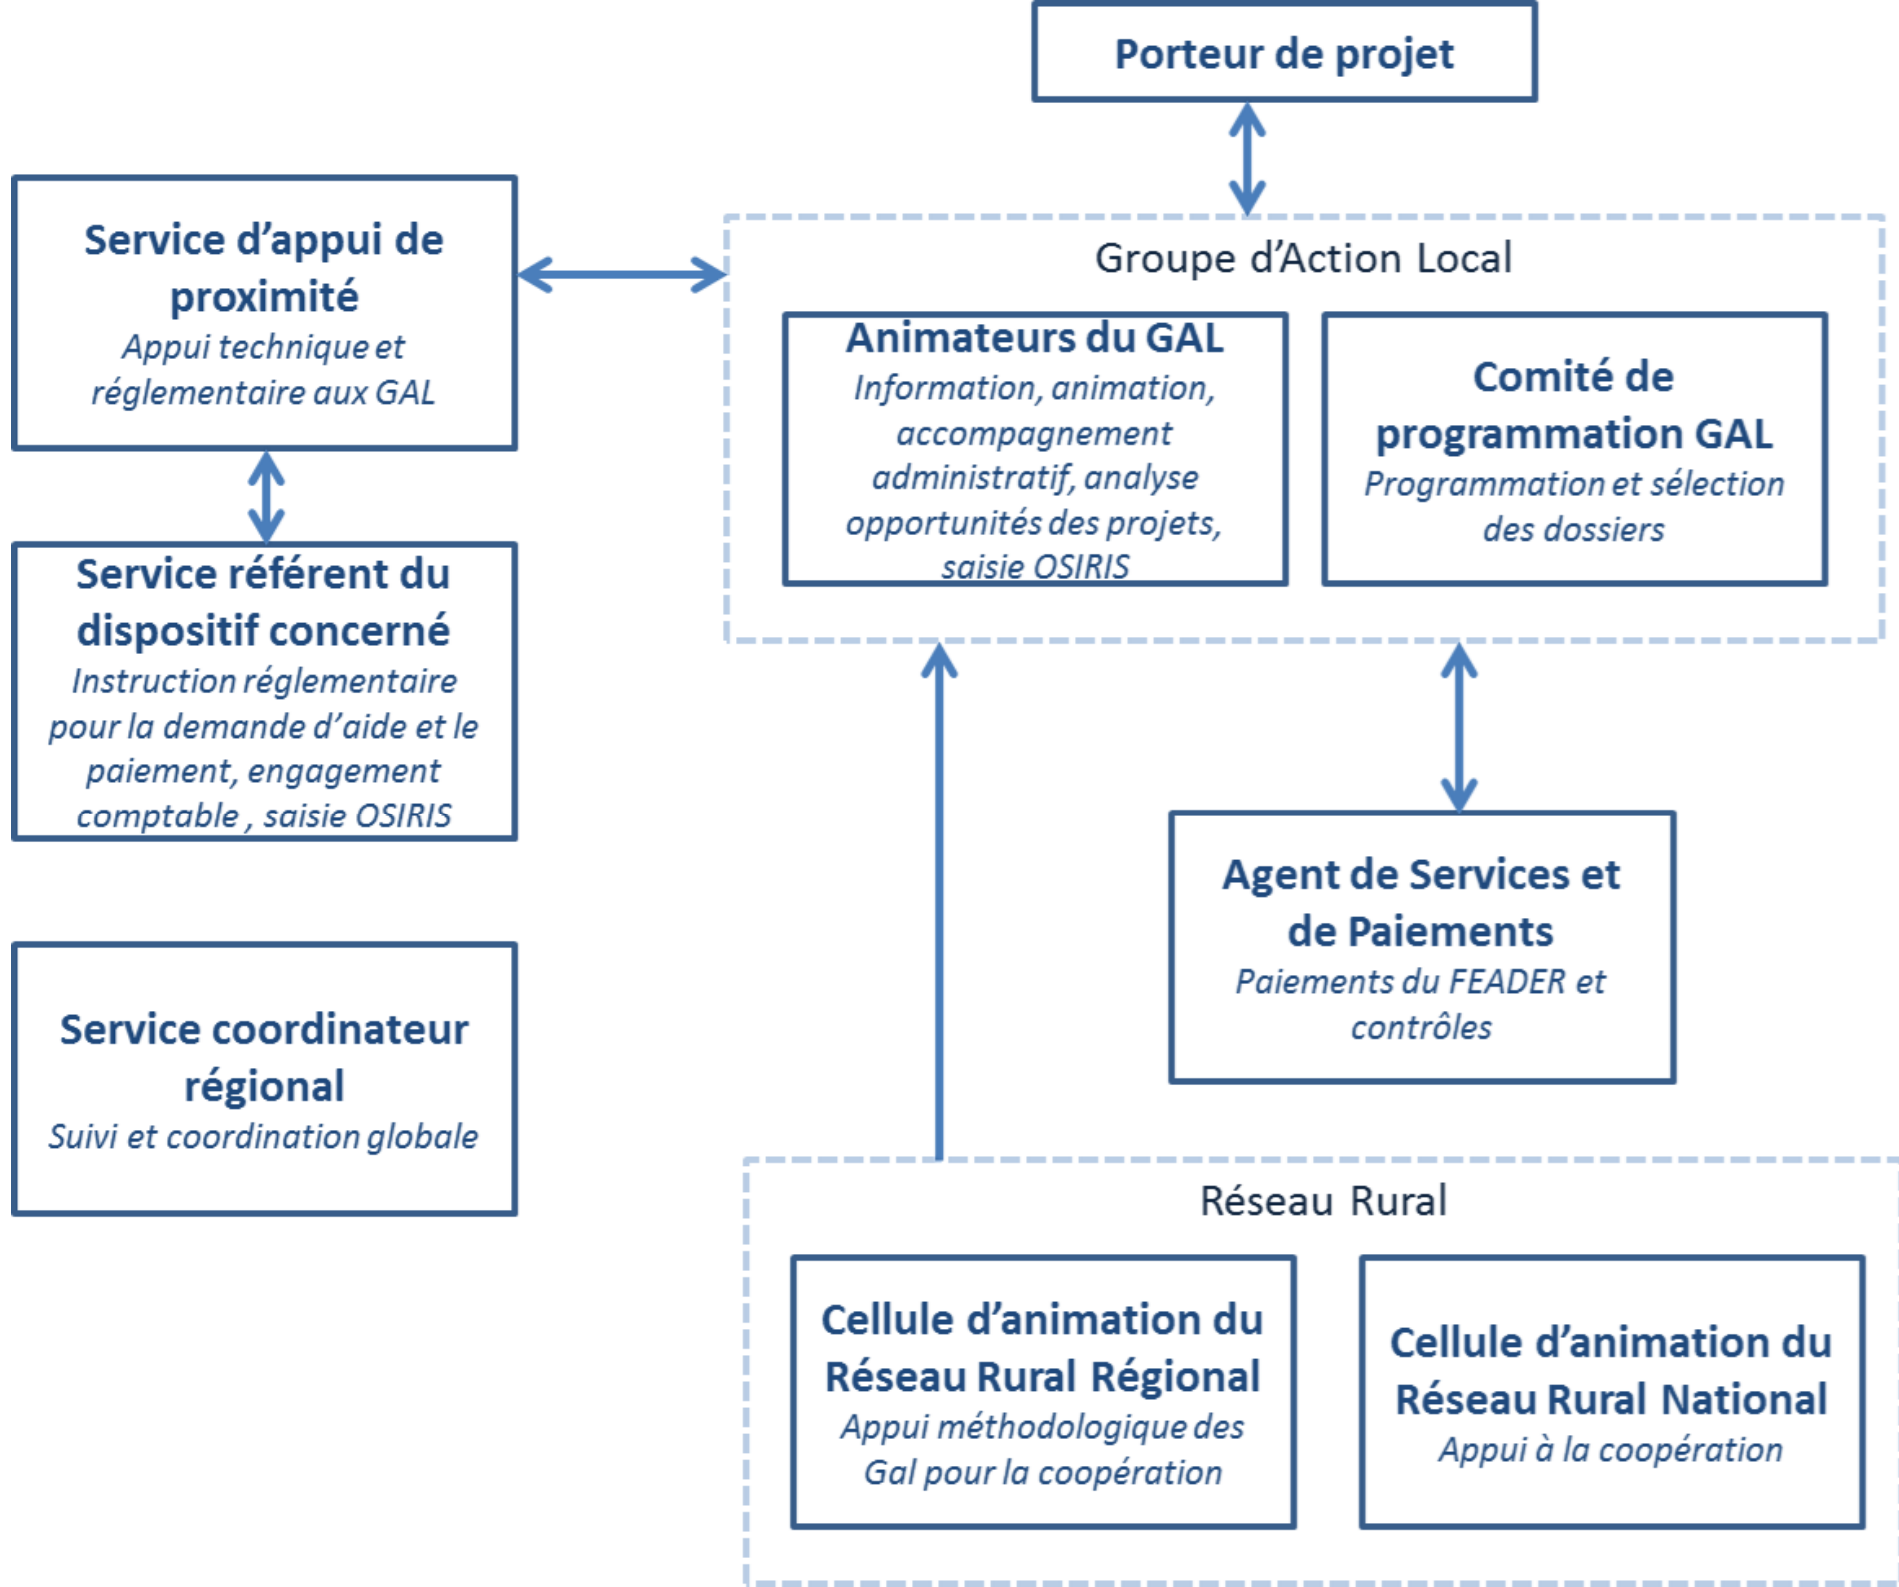 Porteur de projet
Service d’appui de
proximité
Appui technique et
réglementaire aux GAL
Groupe d’Action Local
Animateurs du GAL
Information, animation,
accompagnement
administratif, analyse
opportunités des projets,
saisie OSIRIS
Comité de
programmation GAL
Programmation et sélection
des dossiers
Service référent du
dispositif concerné
Instruction réglementaire
pour la demande d’aide et le
paiement, engagement
comptable , saisie OSIRIS
Agent de Services et
de Paiements
Paiements du FEADER et
contrôles
Service coordinateur
régional
Suivi et coordination globale
Réseau Rural
Cellule d’animation du
Réseau Rural Régional
Appui méthodologique des
Gal pour la coopération
Cellule d’animation du
Réseau Rural National
Appui à la coopération